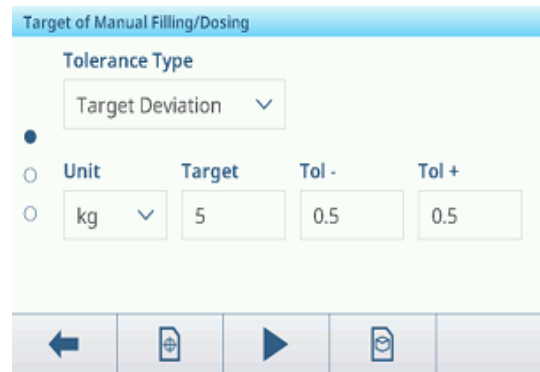 Target of Manual Filling/Dosing
Tolerance Type
Target Deviation
Unit Target Tol - Tol +
kg 5 0.5 0.5